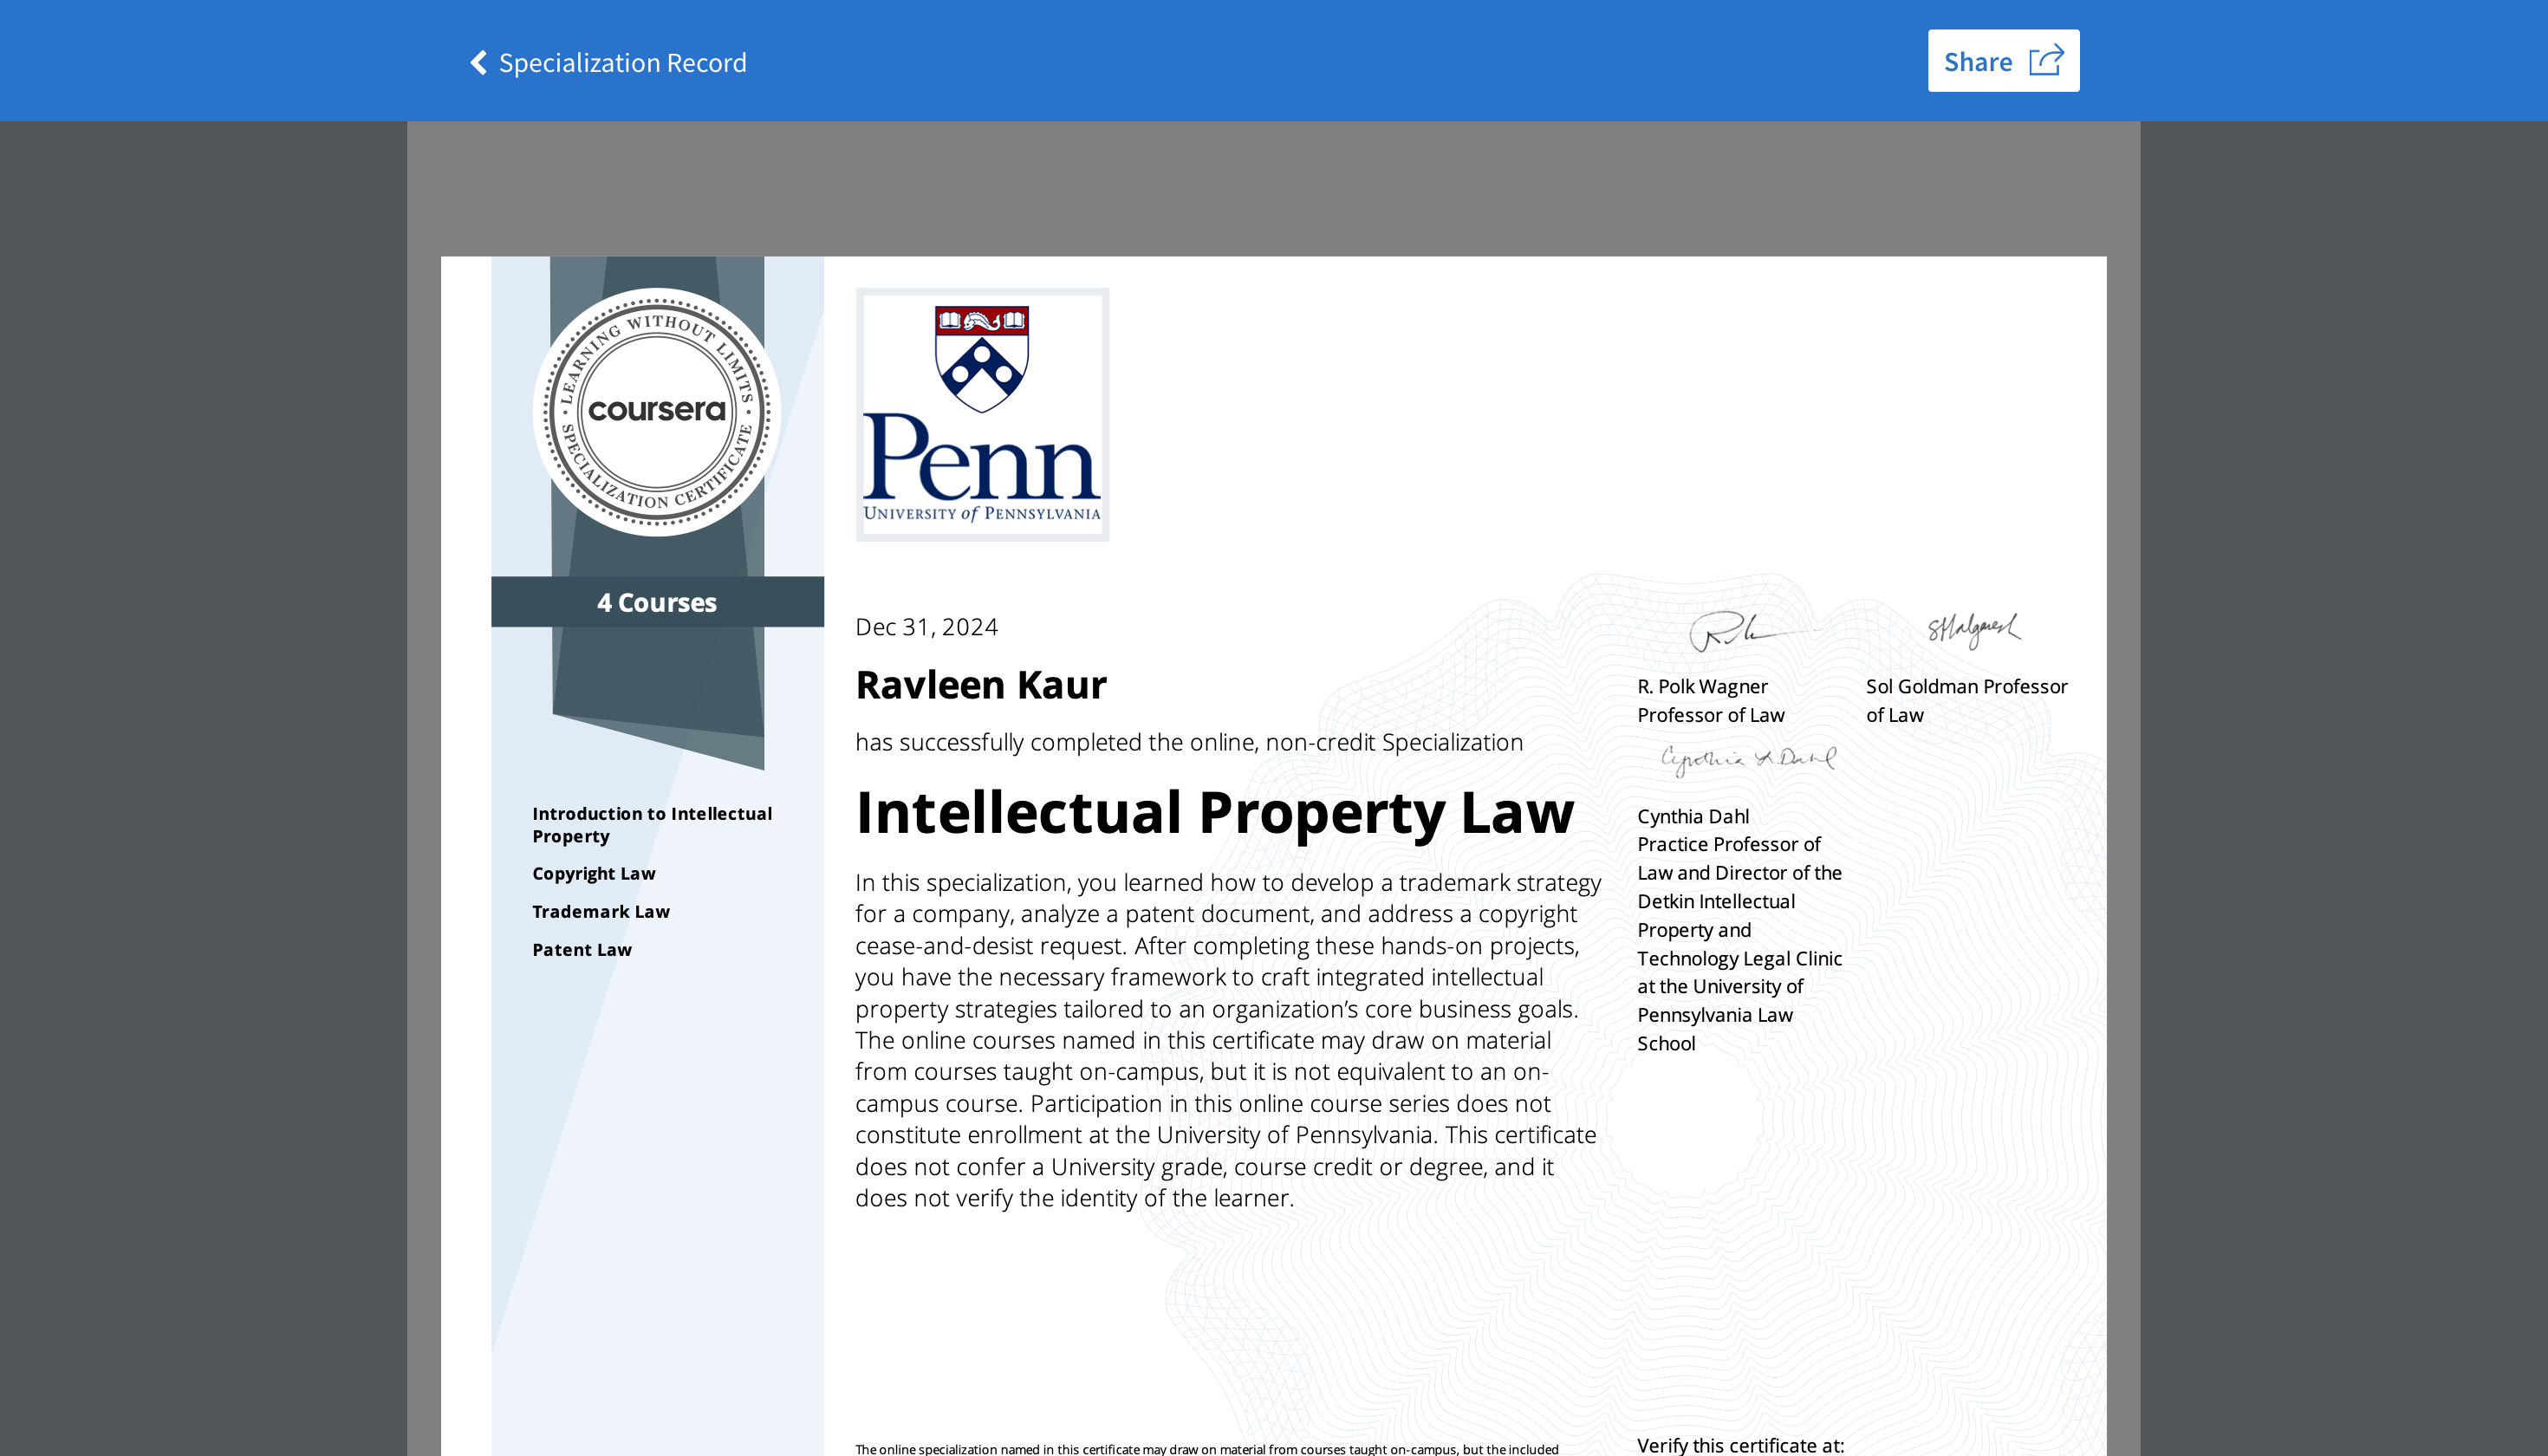 Specialization Record
Share
LEARNING WITHOUT LIMITS
coursera
SPECIALIZATION CERTIFICATE
4 Courses
Introduction to Intellectual
Property
Copyright Law
Trademark Law
Patent Law
Penn
UNIVERSITY of PENNSYLVANIA
Dec 31, 2024
Ravleen Kaur
has successfully completed the online, non-credit Specialization
Intellectual Property Law
In this specialization, you learned how to develop a trademark strategy
for a company, analyze a patent document, and address a copyright
cease-and-desist request. After completing these hands-on projects,
you have the necessary framework to craft integrated intellectual
property strategies tailored to an organization’s core business goals.
The online courses named in this certificate may draw on material
from courses taught on-campus, but it is not equivalent to an on-
campus course. Participation in this online course series does not
constitute enrollment at the University of Pennsylvania. This certificate
does not confer a University grade, course credit or degree, and it
does not verify the identity of the learner.
R. Polk Wagner
Professor of Law
Sol Goldman Professor
of Law
Cynthia L Dahl
Cynthia Dahl
Practice Professor of
Law and Director of the
Detkin Intellectual
Property and
Technology Legal Clinic
at the University of
Pennsylvania Law
School
The online specialization named in this certificate may draw on material from courses taught on-campus, but the included
Verify this certificate at: